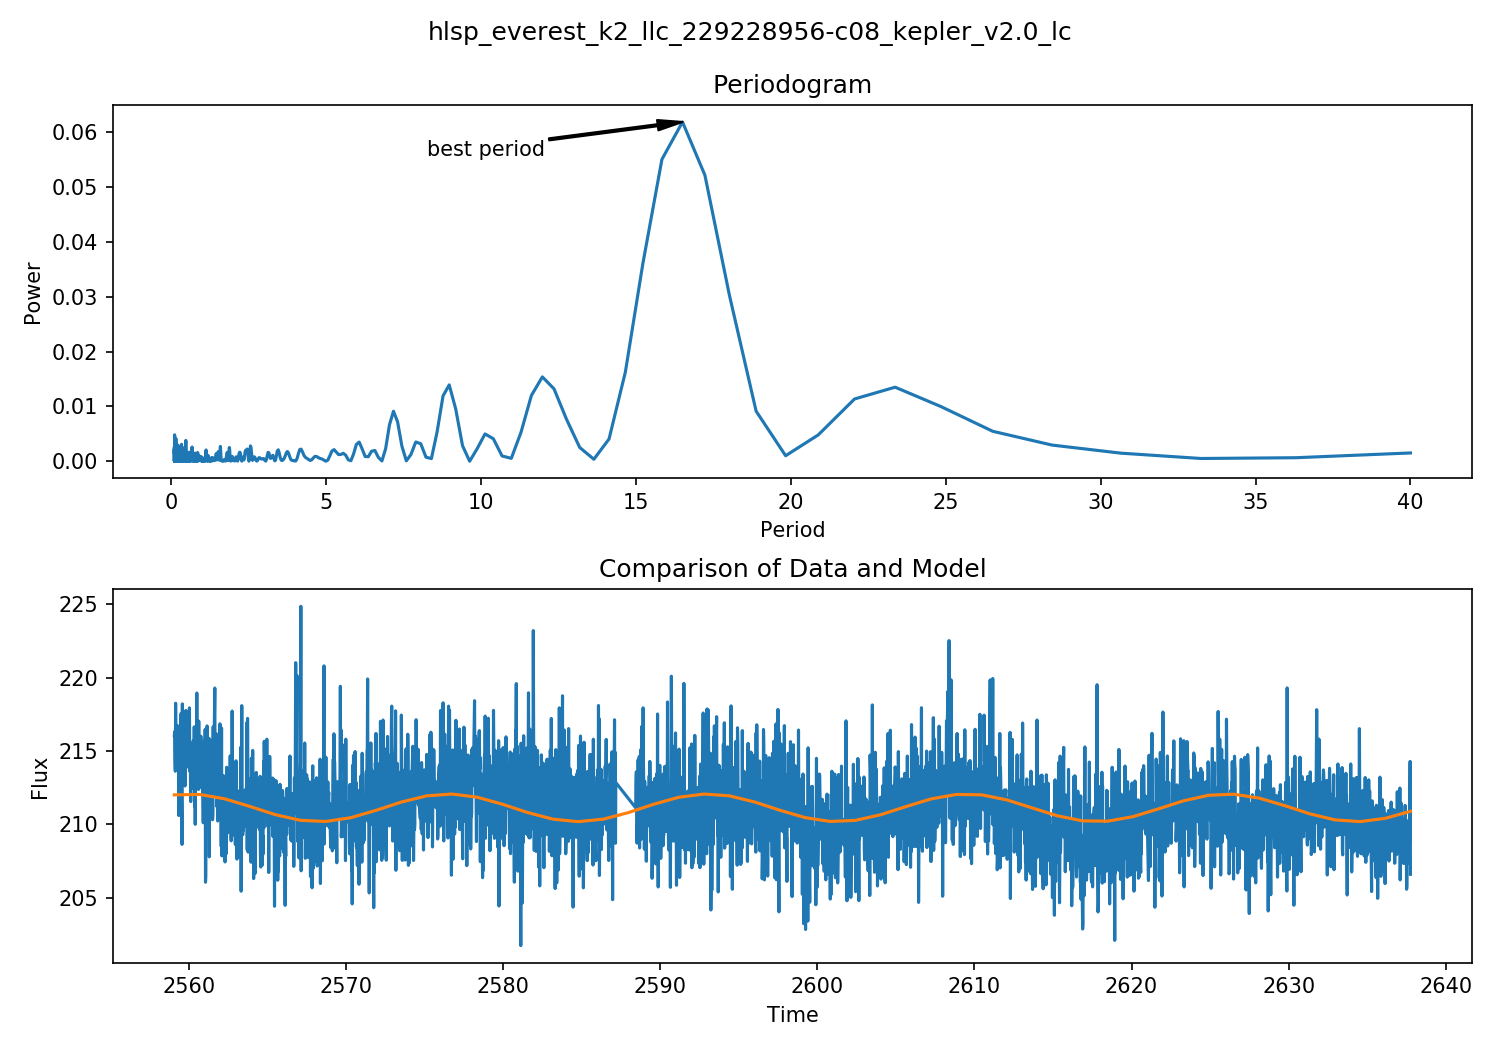 hlsp_everest_k2_llc_229228956-c08_kepler_v2.0_lc
Periodogram
0.06
0.05
0.04
0.03
0.02
0.01
0.00
Power
best period
0 5 10 15 20 25 30 35 40
Period
Comparison of Data and Model
225
220
215
210
205
Flux
2560 2570 2580 2590 2600 2610 2620 2630 2640
Time